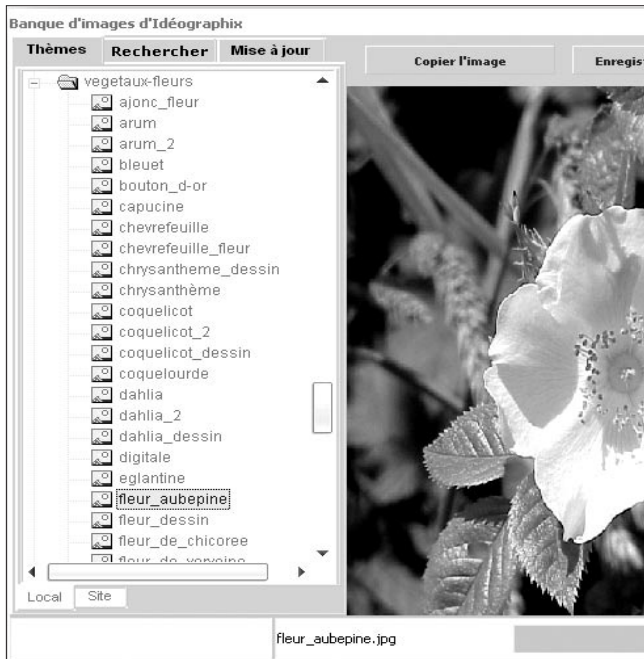 Banque d'images d'Idéographix
Thèmes
Rechercher
Mise à jour
Copier l'image
Enregis
vegetaux-fleurs
ajonc_fleur
arum
arum_2
bleuet
bouton_d-or
capucine
chevrefeuille
chevrefeuille_fleur
chrysantheme_dessin
chrysanthème
coquelicot
coquelicot_2
coquelicot_dessin
coquelourde
dahlia
dahlia_2
dahlia_dessin
digitale
eglantine
fleur_aubepine
fleur_dessin
fleur_de_chicoree
fleur_de_verveine
Local
Site
fleur_aubepine.jpg